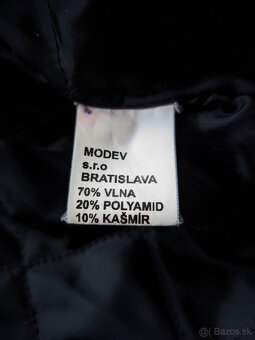 MODEV
s.r.o
BRATISLAVA
70% VLNA
20% POLYAMID
10% KAŠMÍR
Bazos.sk